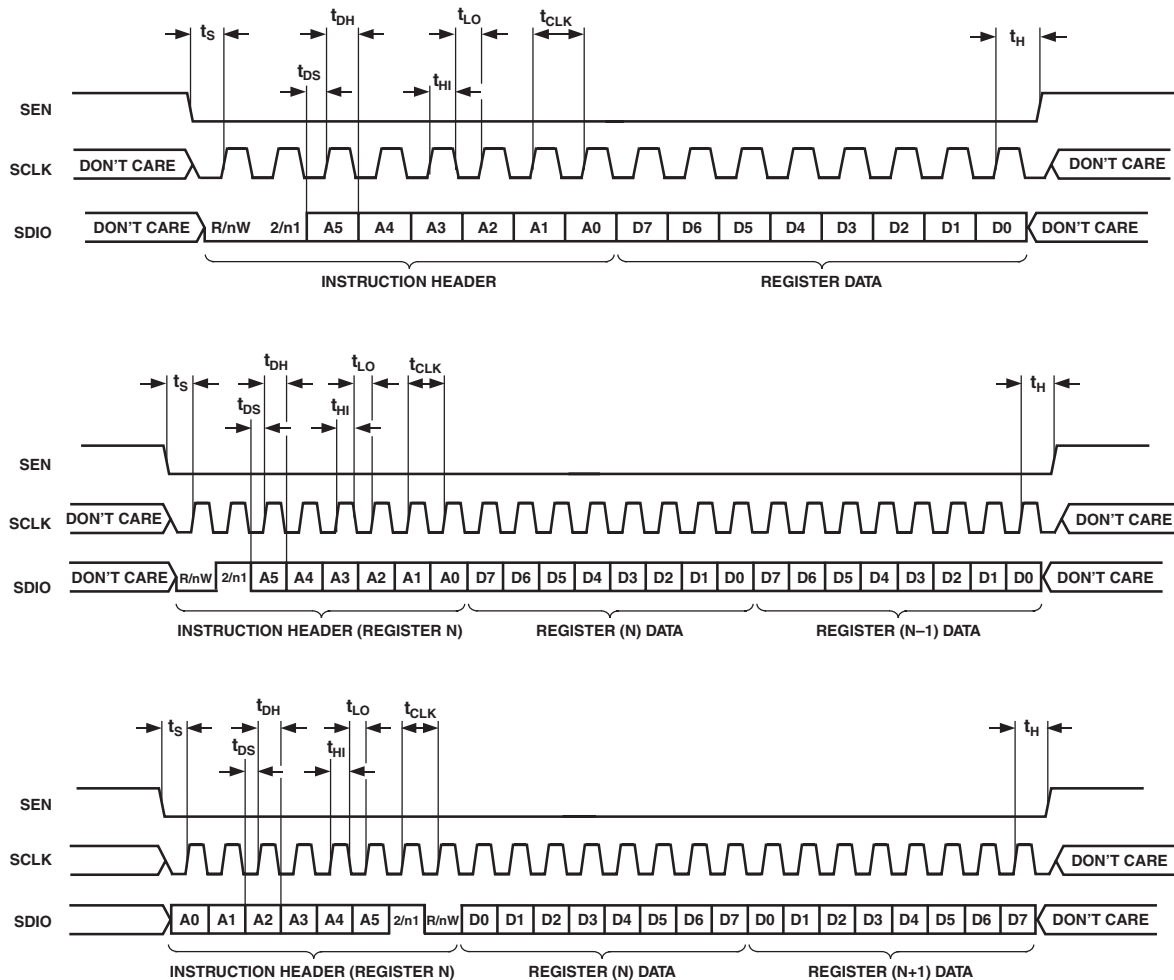 tS tDH tLO tCLK tH
tDS tHI
SEN
SCLK DON'T CARE DON'T CARE
SDIO DON'T CARE R/nW 2/n1 A5 A4 A3 A2 A1 A0 D7 D6 D5 D4 D3 D2 D1 D0 DON'T CARE
INSTRUCTION HEADER REGISTER DATA
tS tDH tLO tCLK tH
tDS tHI
SEN
SCLK DON'T CARE DON'T CARE
SDIO DON'T CARE R/nW 2/n1 A5 A4 A3 A2 A1 A0 D7 D6 D5 D4 D3 D2 D1 D0 D7 D6 D5 D4 D3 D2 D1 D0 DON'T CARE
INSTRUCTION HEADER (REGISTER N) REGISTER (N) DATA REGISTER (N–1) DATA
tS tDH tLO tCLK tH
tDS tHI
SEN
SCLK DON'T CARE
SDIO A0 A1 A2 A3 A4 A5 2/n1 R/nW D0 D1 D2 D3 D4 D5 D6 D7 D0 D1 D2 D3 D4 D5 D6 D7 DON'T CARE
INSTRUCTION HEADER (REGISTER N) REGISTER (N) DATA REGISTER (N+1) DATA